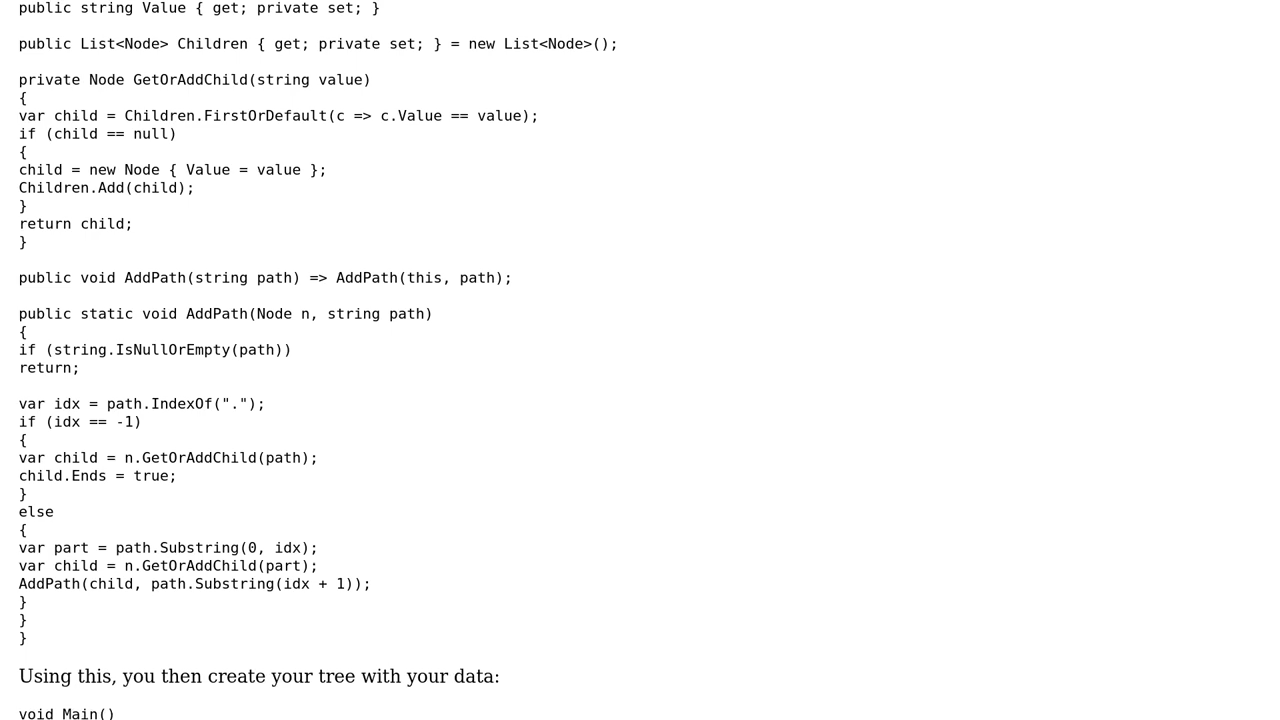 public string Value { get; private set; }
public List<Node> Children { get; private set; } = new List<Node>();
private Node GetOrAddChild(string value)
{
var child = Children.FirstOrDefault(c => c.Value == value);
if (child == null)
{
child = new Node { Value = value };
Children.Add(child);
}
return child;
}
public void AddPath(string path) => AddPath(this, path);
public static void AddPath(Node n, string path)
{
if (string.IsNullOrEmpty(path))
return;
var idx = path.IndexOf(".");
if (idx == -1)
{
var child = n.GetOrAddChild(path);
child.Ends = true;
}
else
{
var part = path.Substring(0, idx);
var child = n.GetOrAddChild(part);
AddPath(child, path.Substring(idx + 1));
}
}
}
Using this, you then create your tree with your data:
void Main()